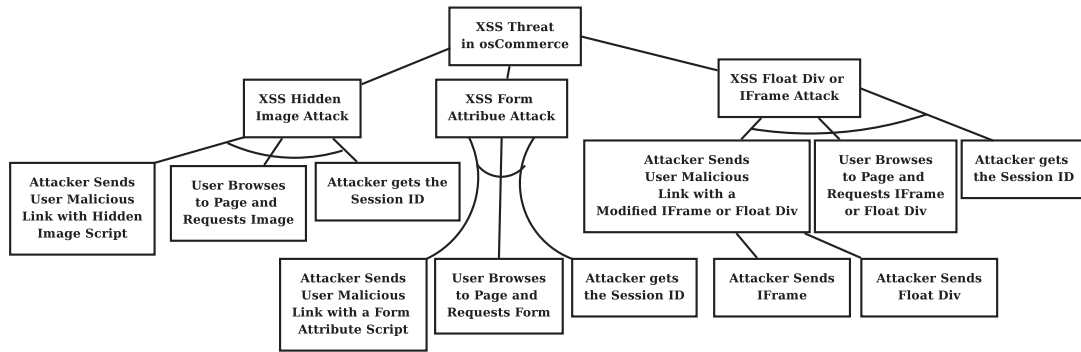 XSS Threat
in osCommerce
XSS Hidden
Image Attack
XSS Form
Attribue Attack
XSS Float Div or
IFrame Attack
Attacker Sends
User Malicious
Link with Hidden
Image Script
User Browses
to Page and
Requests Image
Attacker gets the
Session ID
Attacker Sends
User Malicious
Link with a
Modified IFrame or Float Div
User Browses
to Page and
Requests IFrame
or Float Div
Attacker gets
the Session ID
Attacker Sends
User Malicious
Link with a Form
Attribute Script
User Browses
to Page and
Requests Form
Attacker gets
the Session ID
Attacker Sends
IFrame
Attacker Sends
Float Div